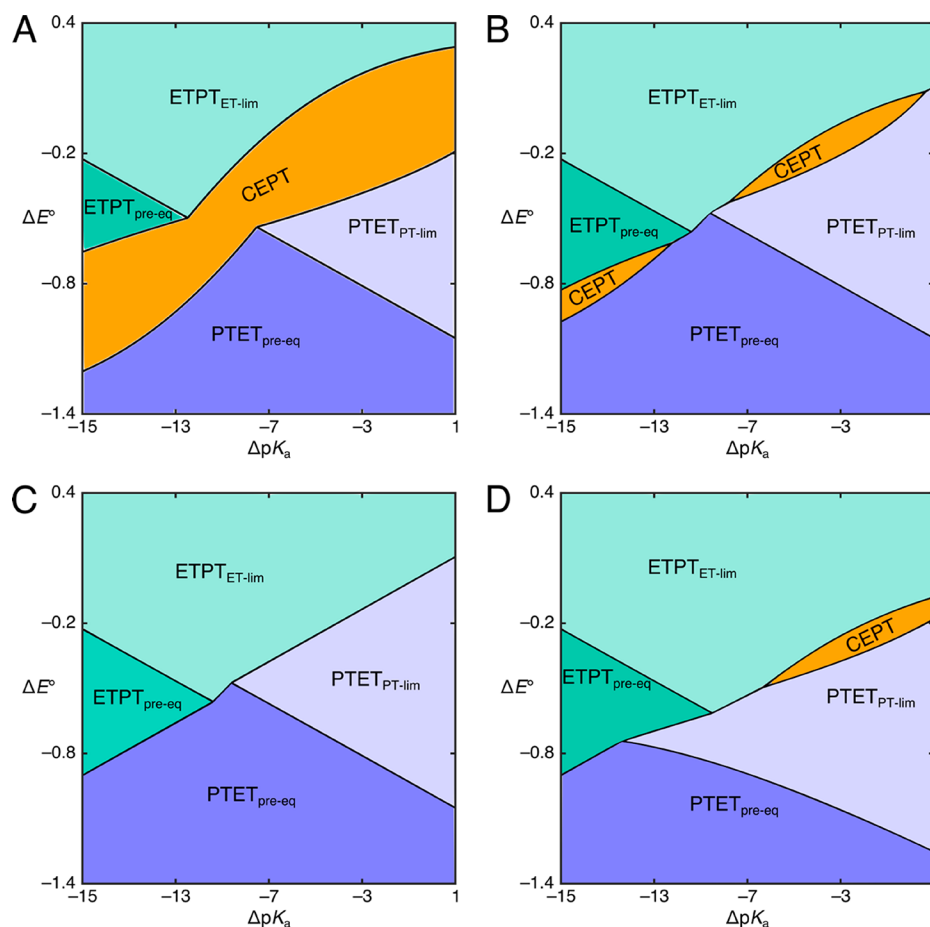 A
0.4
−0.2
−0.8
−1.4
ΔE°
ETPT_ET-lim
ETPT_pre-eq
CEPT
PTET_PT-lim
PTET_pre-eq
−15
−13
−7
−3
1
ΔpK_a
B
0.4
−0.2
−0.8
−1.4
ΔE°
ETPT_ET-lim
CEPT
ETPT_pre-eq
CEPT
PTET_PT-lim
PTET_pre-eq
−15
−13
−7
−3
ΔpK_a
C
0.4
−0.2
−0.8
−1.4
ΔE°
ETPT_ET-lim
ETPT_pre-eq
PTET_PT-lim
PTET_pre-eq
−15
−13
−7
−3
1
ΔpK_a
D
0.4
−0.2
−0.8
−1.4
ΔE°
ETPT_ET-lim
CEPT
ETPT_pre-eq
PTET_PT-lim
PTET_pre-eq
−15
−13
−7
−3
ΔpK_a